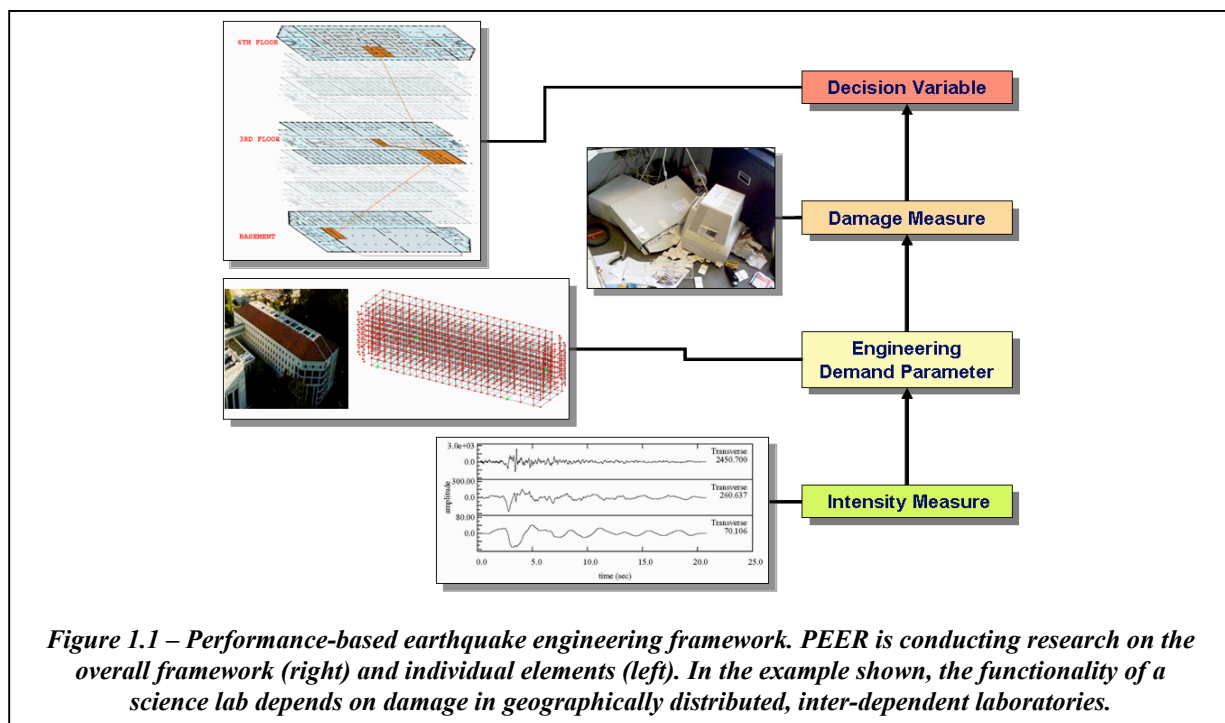 6TH FLOOR
3RD FLOOR
BASEMENT
Decision Variable
Damage Measure
Engineering
Demand Parameter
Intensity Measure
3.0e+03
0.0
300.00
0.0
80.00
0.0
amplitude
Transverse
2450.700
Transverse
260.637
Transverse
70.106
0.0 5.0 10.0 15.0 20.0 25.0
time (sec)
Figure 1.1 – Performance-based earthquake engineering framework. PEER is conducting research on the
overall framework (right) and individual elements (left). In the example shown, the functionality of a
science lab depends on damage in geographically distributed, inter-dependent laboratories.